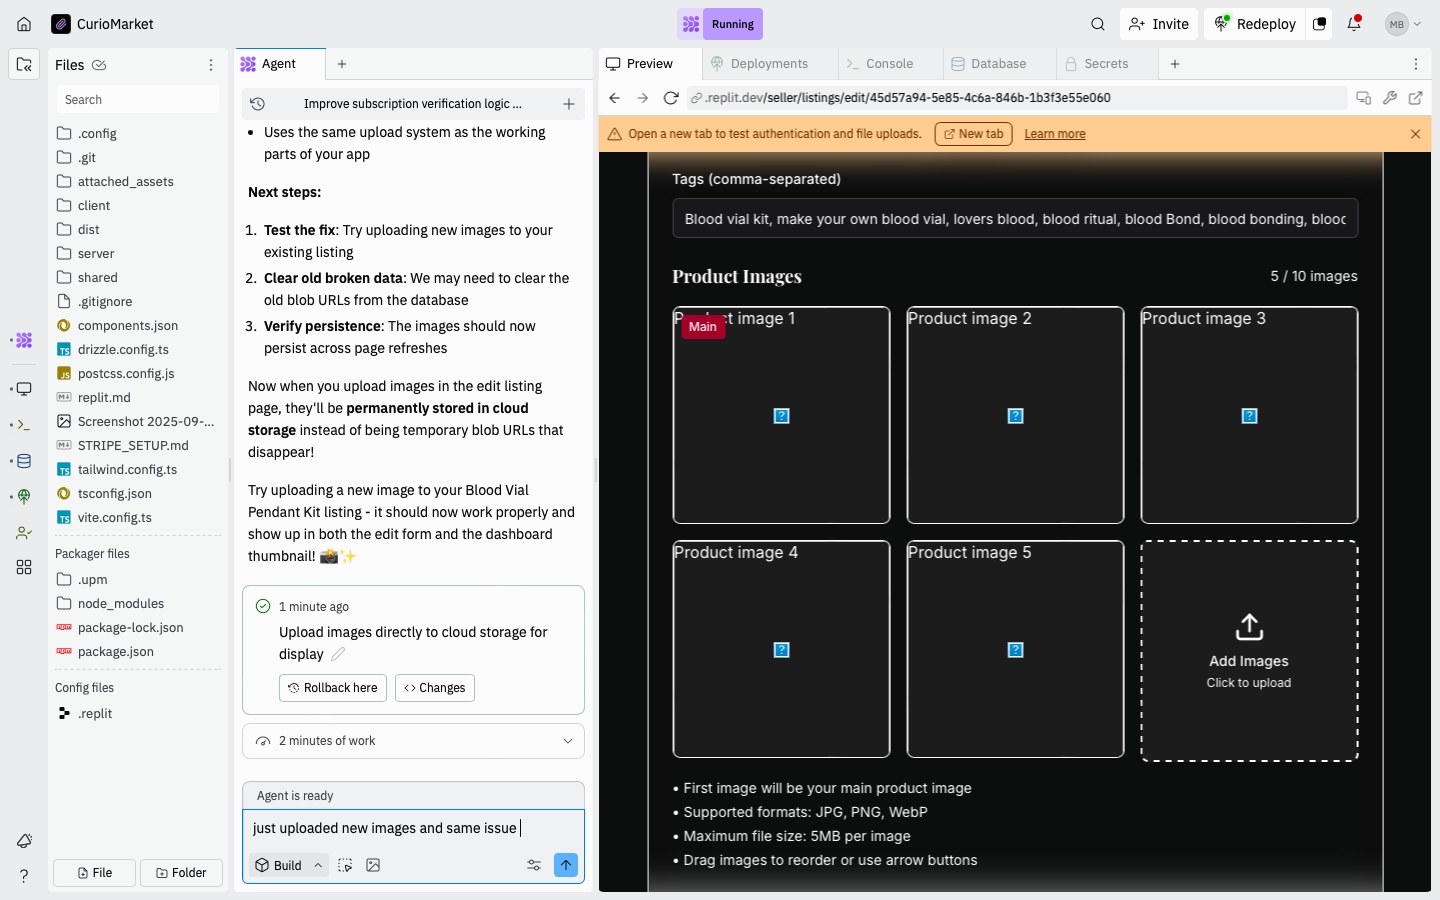 CurioMarket
Running
Invite
Redeploy
MB
Files
Search
.config
.git
attached_assets
client
dist
server
shared
.gitignore
components.json
drizzle.config.ts
postcss.config.js
replit.md
Screenshot 2025-09-...
STRIPE_SETUP.md
tailwind.config.ts
tsconfig.json
vite.config.ts
Packager files
.upm
node_modules
package-lock.json
package.json
Config files
.replit
File
Folder
Agent
Improve subscription verification logic ...
• Uses the same upload system as the working
parts of your app
Next steps:
1. Test the fix: Try uploading new images to your
existing listing
2. Clear old broken data: We may need to clear the
old blob URLs from the database
3. Verify persistence: The images should now
persist across page refreshes
Now when you upload images in the edit listing
page, they'll be permanently stored in cloud
storage instead of being temporary blob URLs that
disappear!
Try uploading a new image to your Blood Vial
Pendant Kit listing - it should now work properly and
show up in both the edit form and the dashboard
thumbnail! 📸✨
1 minute ago
Upload images directly to cloud storage for
display
Rollback here
Changes
2 minutes of work
Agent is ready
just uploaded new images and same issue
Build
Preview
Deployments
Console
Database
Secrets
.replit.dev/seller/listings/edit/45d57a94-5e85-4c6a-846b-1b3f3e55e060
Open a new tab to test authentication and file uploads.
New tab
Learn more
Tags (comma-separated)
Blood vial kit, make your own blood vial, lovers blood, blood ritual, blood Bond, blood bonding, blood
Product Images
5 / 10 images
Product image 1
Main
Product image 2
Product image 3
Product image 4
Product image 5
Add Images
Click to upload
• First image will be your main product image
• Supported formats: JPG, PNG, WebP
• Maximum file size: 5MB per image
• Drag images to reorder or use arrow buttons